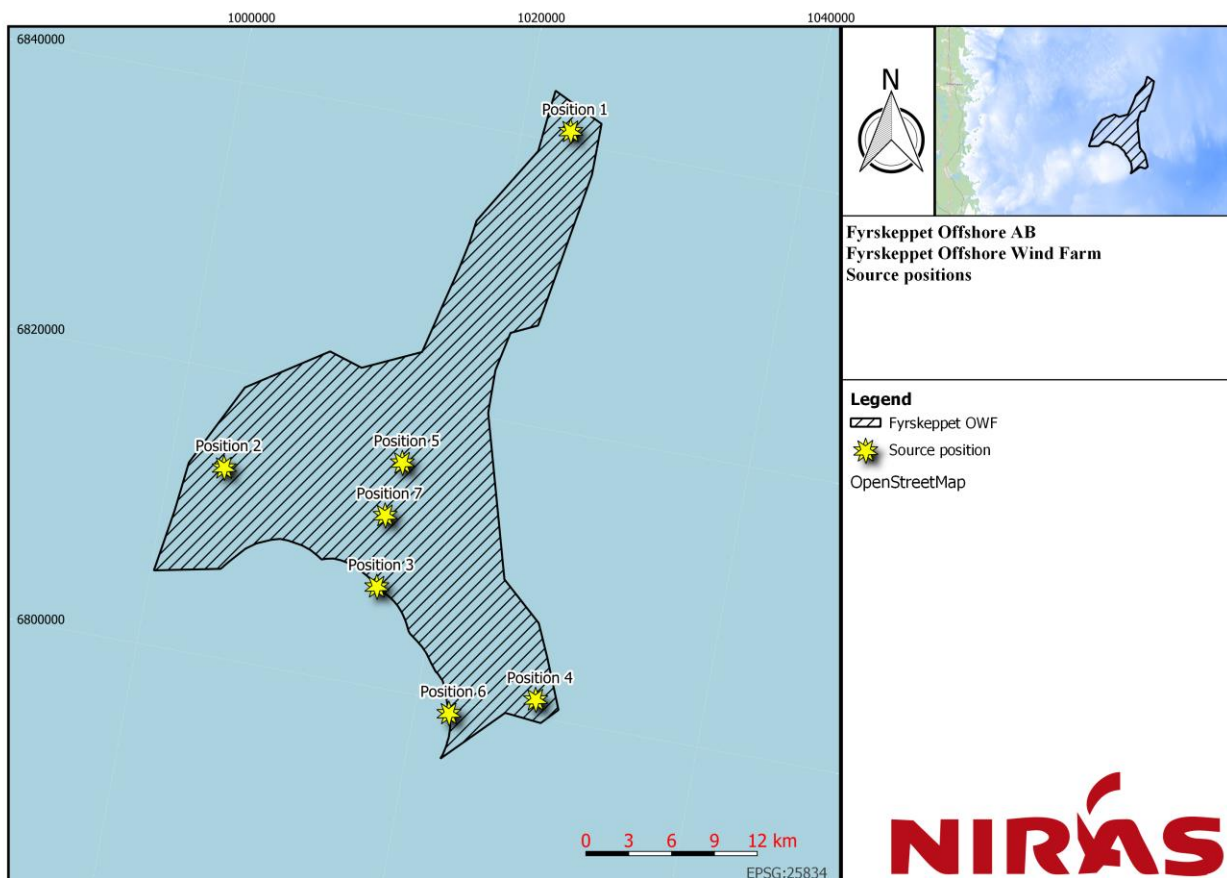 1000000
1020000
1040000
6840000
6820000
6800000
Position 1
Position 2
Position 5
Position 7
Position 3
Position 6
Position 4
0 3 6 9 12 km
EPSG:25834
N
Fyrskeppet Offshore AB
Fyrskeppet Offshore Wind Farm
Source positions
Legend
Fyrskeppet OWF
Source position
OpenStreetMap
NIRAS